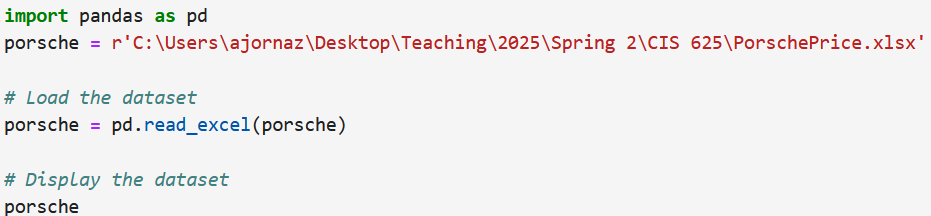 import pandas as pd
porsche = r'C:\Users\ajornaz\Desktop\Teaching\2025\Spring 2\CIS 625\PorschePrice.xlsx'
# Load the dataset
porsche = pd.read_excel(porsche)
# Display the dataset
porsche